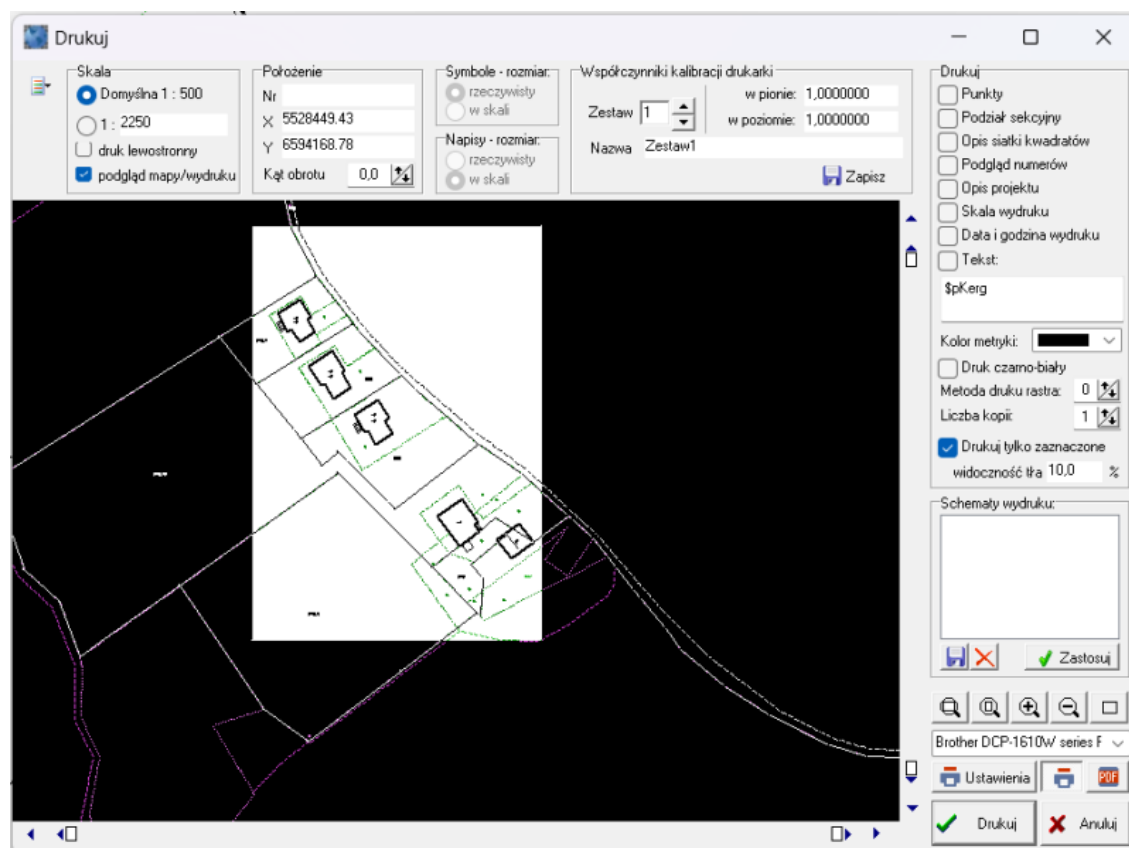 Drukuj
Skala
Domyślna 1 : 500
1 : 2250
druk lewostronny
podgląd mapy/wydruku
Położenie
Nr
X 5528449.43
Y 6594168.78
Kąt obrotu 0,0
Symbole - rozmiar:
rzeczywisty
w skali
Napisy - rozmiar:
rzeczywisty
w skali
Współczynniki kalibracji drukarki
Zestaw 1
w pionie: 1,0000000
w poziomie: 1,0000000
Nazwa Zestaw1
Zapisz
Drukuj
Punkty
Podział sekcyjny
Opis siatki kwadratów
Podgląd numerów
Opis projektu
Skala wydruku
Data i godzina wydruku
Tekst:
$pKerg
Kolor metryki:
Druk czarno-biały
Metoda druku rastra: 0
Liczba kopii: 1
Drukuj tylko zaznaczone
widoczność tła 10,0 %
Schematy wydruku:
Zastosuj
Brother DCP-1610W series F
Ustawienia
PDF
Drukuj
Anuluj